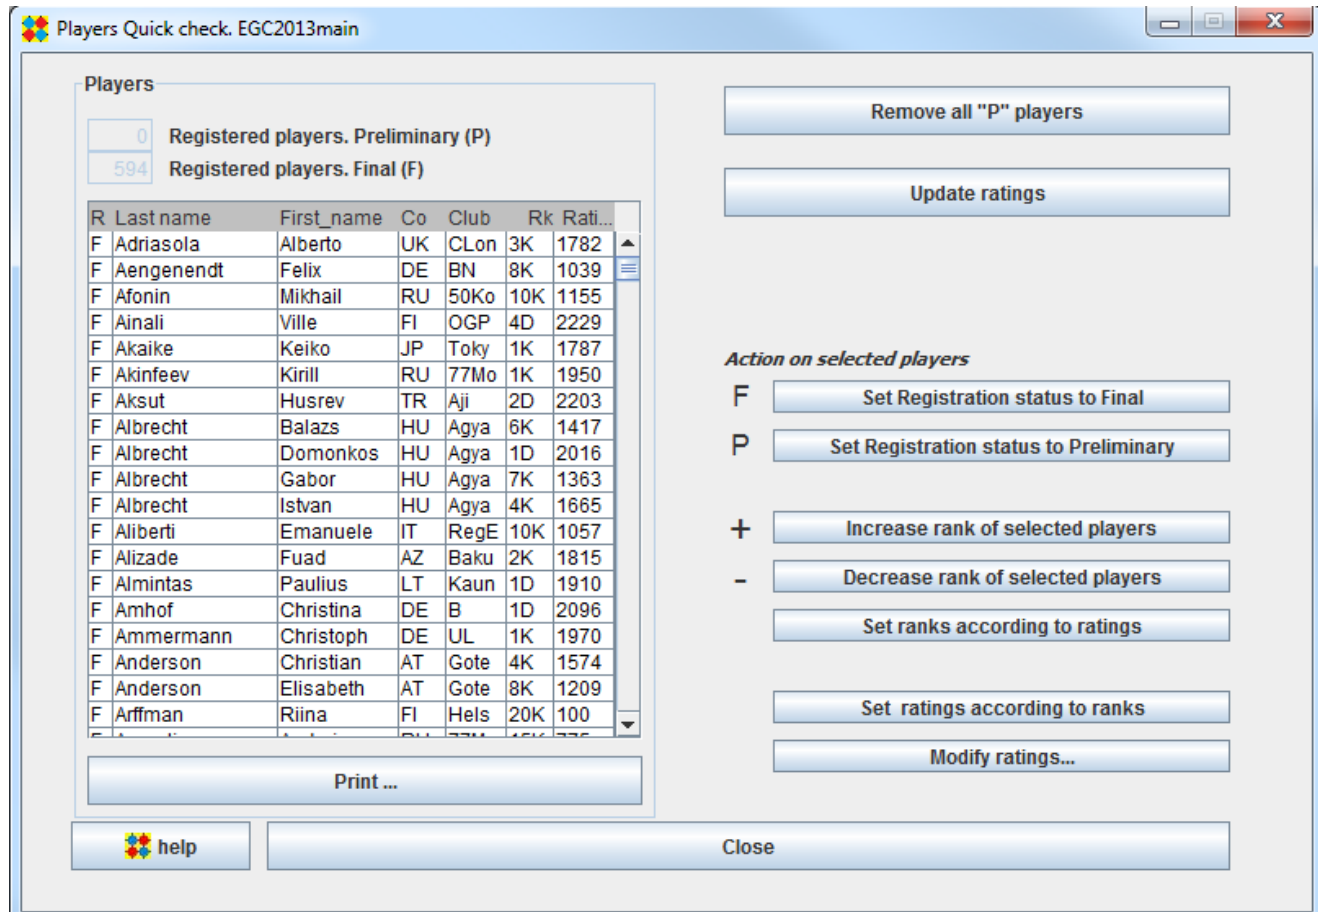 Players Quick check. EGC2013main
Players
0 Registered players. Preliminary (P)
594 Registered players. Final (F)
R Last name First_name Co Club Rk Rati...
F Adriasola Alberto UK CLon 3K 1782
F Aengenendt Felix DE BN 8K 1039
F Afonin Mikhail RU 50Ko 10K 1155
F Ainali Ville FI OGP 4D 2229
F Akaike Keiko JP Toky 1K 1787
F Akinfeev Kirill RU 77Mo 1K 1950
F Aksut Husrev TR Aji 2D 2203
F Albrecht Balazs HU Agya 6K 1417
F Albrecht Domonkos HU Agya 1D 2016
F Albrecht Gabor HU Agya 7K 1363
F Albrecht Istvan HU Agya 4K 1665
F Aliberti Emanuele IT RegE 10K 1057
F Alizade Fuad AZ Baku 2K 1815
F Almintas Paulius LT Kaun 1D 1910
F Amhof Christina DE B 1D 2096
F Ammermann Christoph DE UL 1K 1970
F Anderson Christian AT Gote 4K 1574
F Anderson Elisabeth AT Gote 8K 1209
F Arffman Riina FI Hels 20K 100
Print ...
Remove all "P" players
Update ratings
Action on selected players
F Set Registration status to Final
P Set Registration status to Preliminary
+ Increase rank of selected players
- Decrease rank of selected players
Set ranks according to ratings
Set ratings according to ranks
Modify ratings...
help
Close